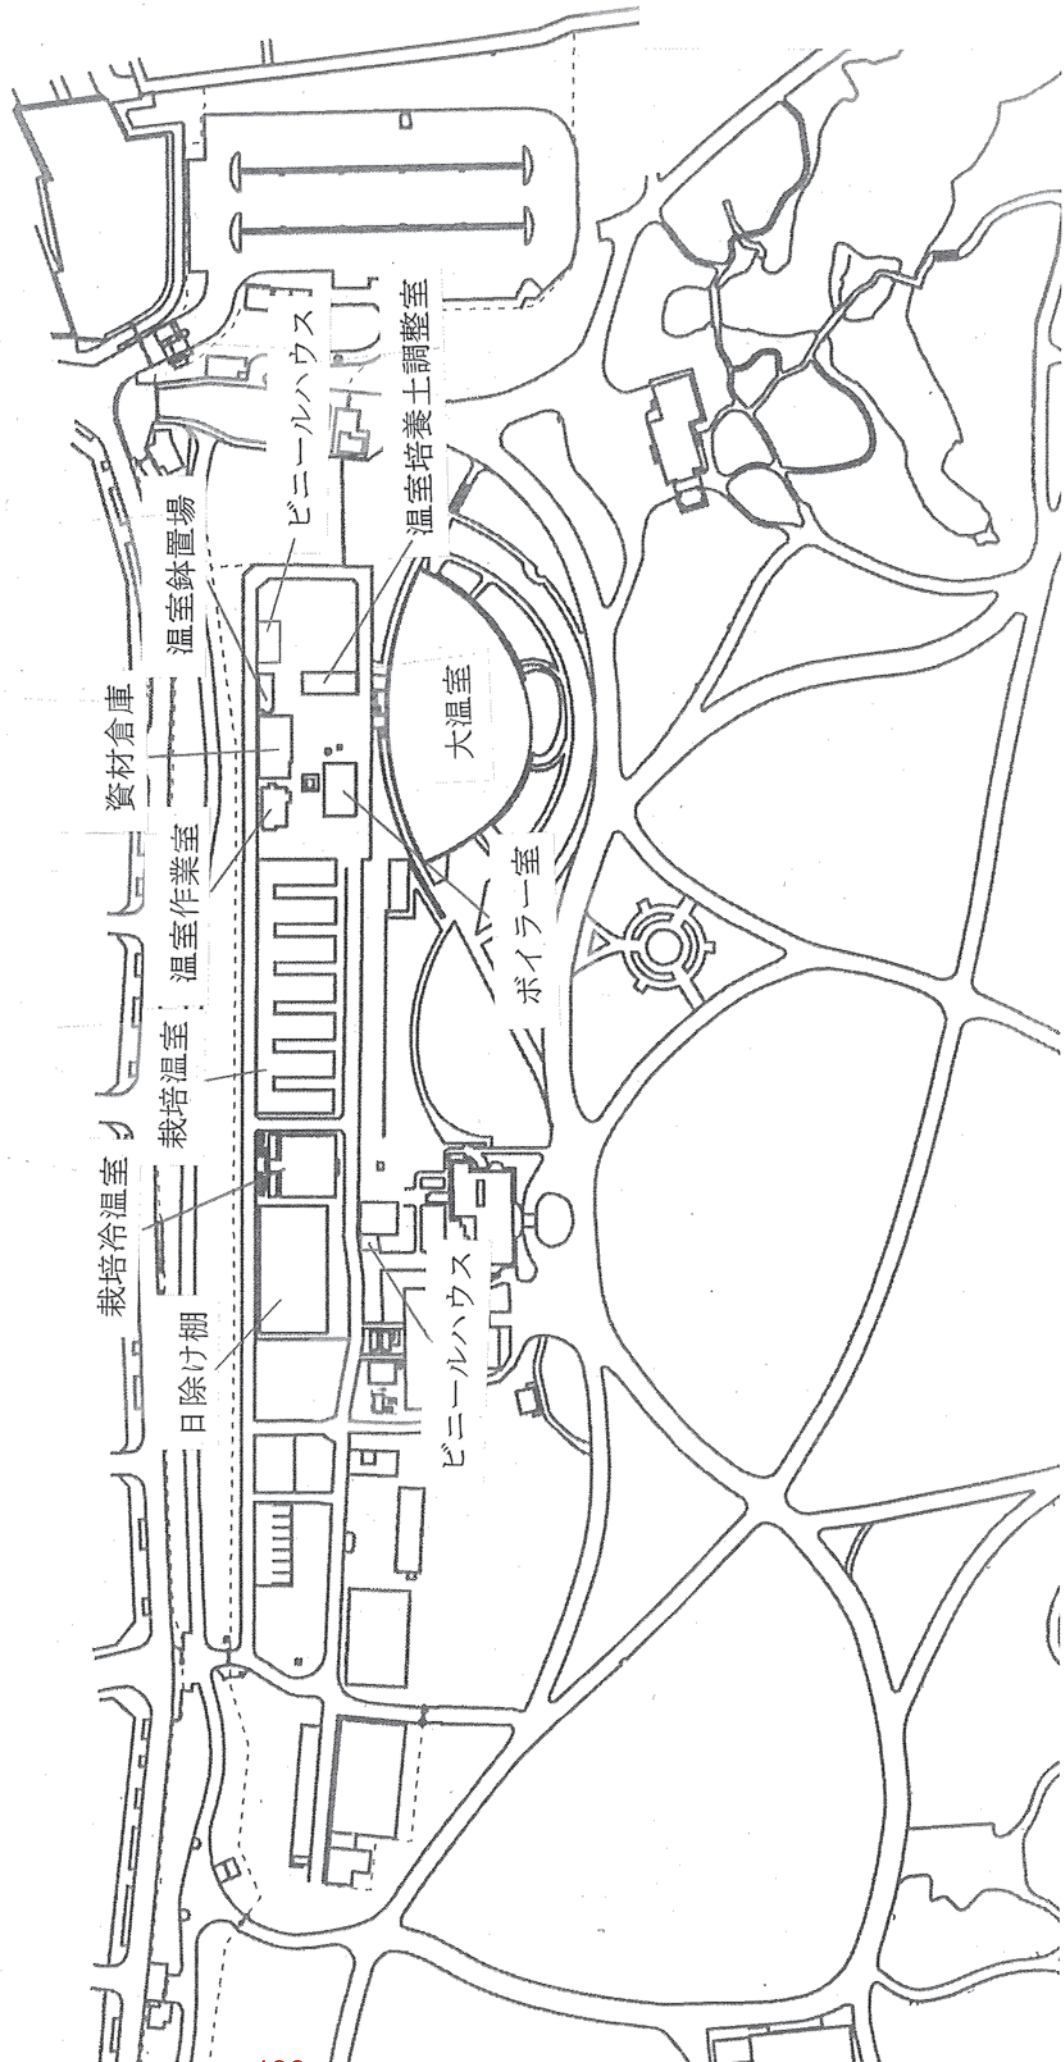 資材倉庫
温室鉢置場
ビニールハウス
温室培養土調整室
温室作業室
大温室
栽培温室
ボイラー室
栽培冷温室
日除け棚
ビニールハウス